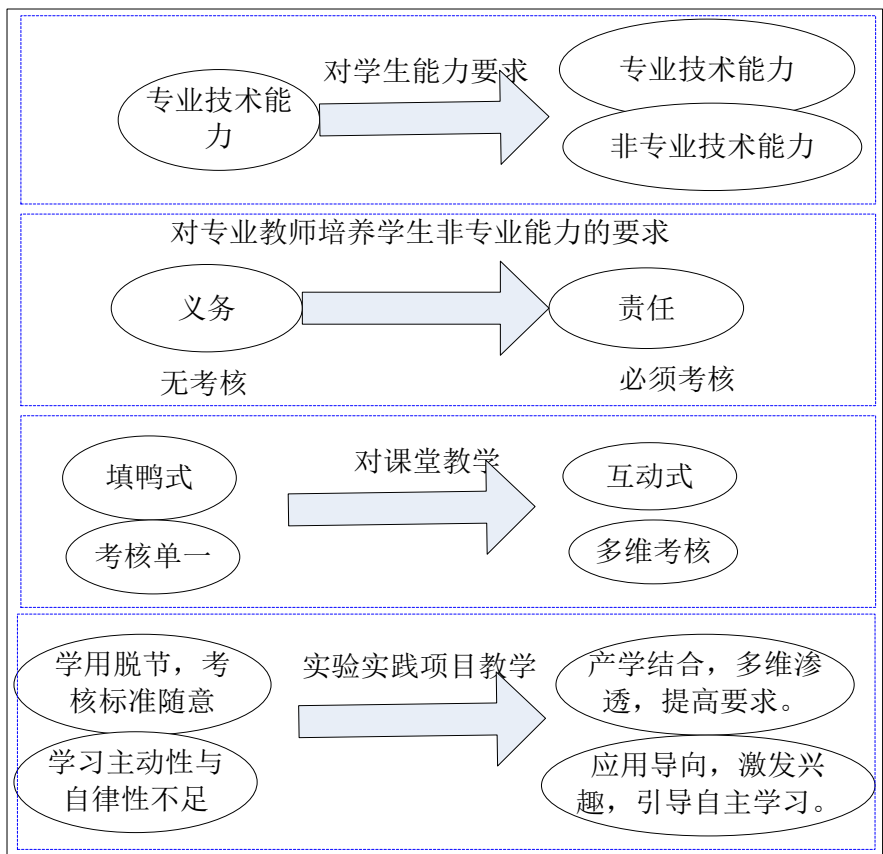 对学生能力要求
专业技术能
力
专业技术能力
非专业技术能力
对专业教师培养学生非专业能力的要求
义务
责任
无考核
必须考核
对课堂教学
填鸭式
互动式
考核单一
多维考核
实验实践项目教学
学用脱节，考
核标准随意
产学结合，多维渗
透，提高要求。
学习主动性与
自律性不足
应用导向，激发兴
趣，引导自主学习。